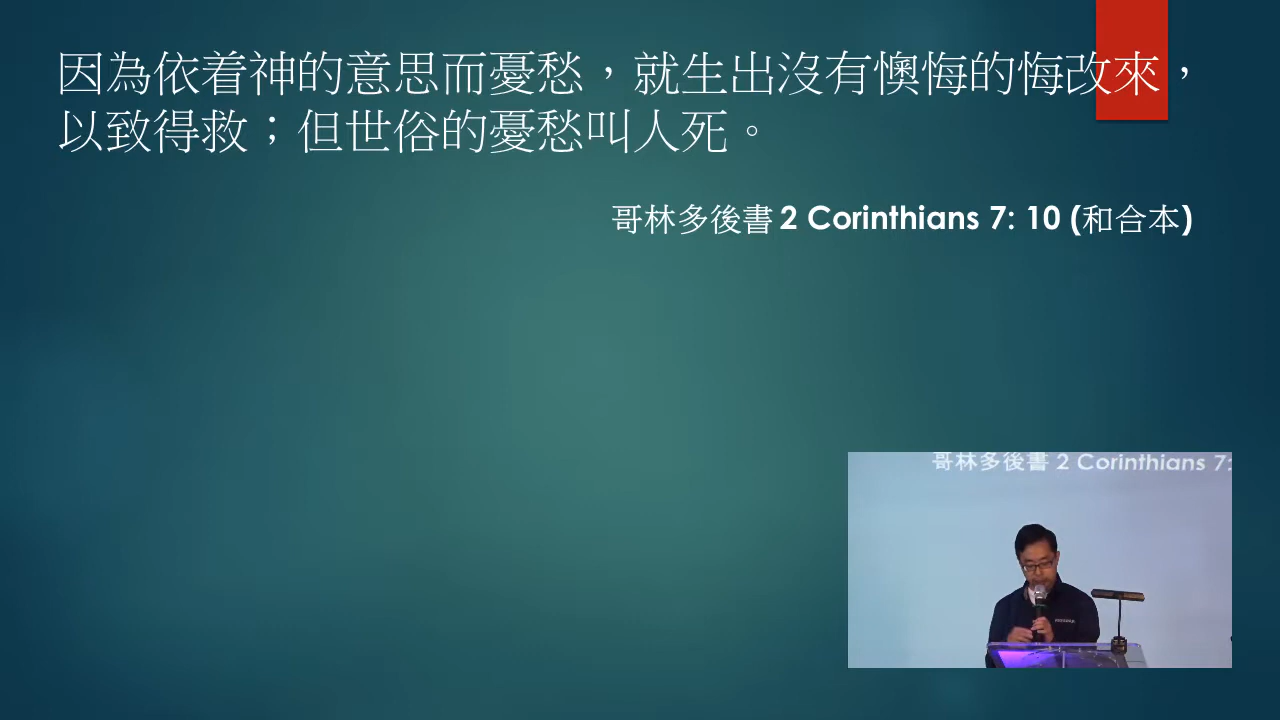 因為依着神的意思而憂愁，就生出沒有懊悔的悔改來，
以致得救；但世俗的憂愁叫人死。
哥林多後書 2 Corinthians 7: 10 (和合本)
哥林多後書 2 Corinthians 7: